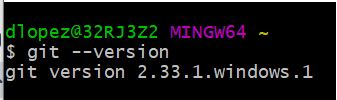 dlopez@32RJ3Z2 MINGW64 ~
$ git --version
git version 2.33.1.windows.1